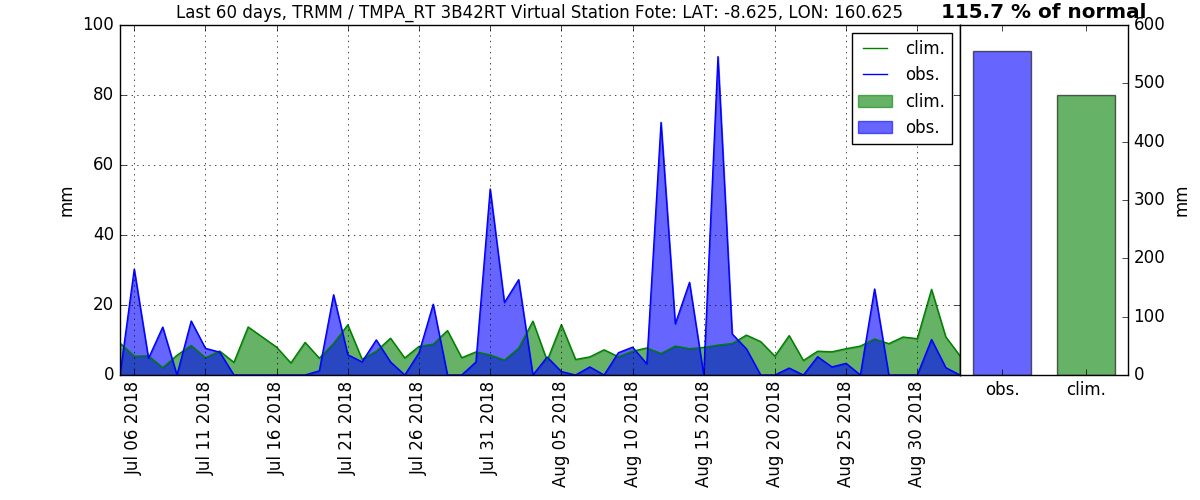 Last 60 days, TRMM / TMPA_RT 3B42RT Virtual Station Fote: LAT: -8.625, LON: 160.625
115.7 % of normal
100
80
60
40
20
0
mm
clim.
obs.
clim.
obs.
600
500
400
300
200
100
0
mm
Jul 06 2018
Jul 11 2018
Jul 16 2018
Jul 21 2018
Jul 26 2018
Jul 31 2018
Aug 05 2018
Aug 10 2018
Aug 15 2018
Aug 20 2018
Aug 25 2018
Aug 30 2018
obs.
clim.